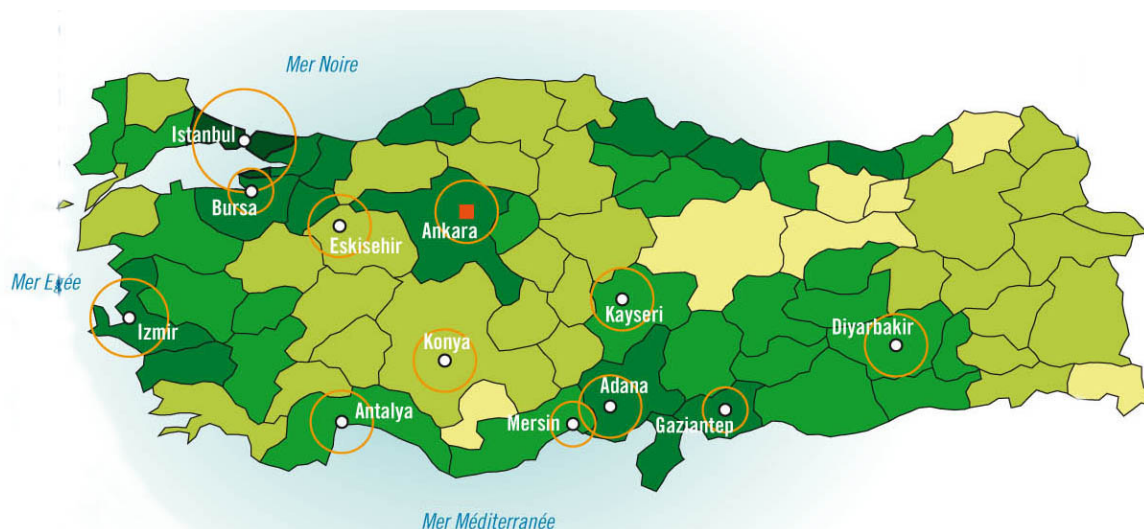 Mer Noire
Istanbul
Bursa
Eskisehir
Ankara
Mer Egée
Izmir
Konya
Kayseri
Diyarbakir
Antalya
Mersin
Adana
Gaziantep
Mer Méditerranée